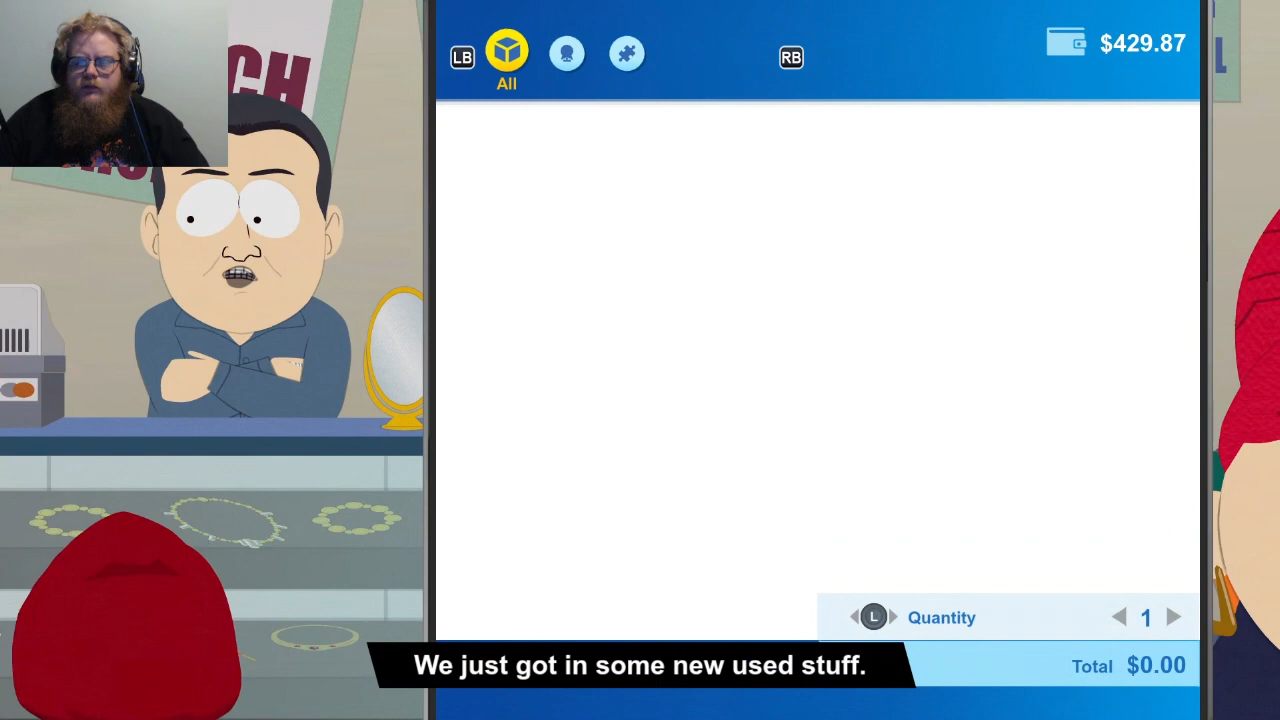 CH
LB
All
RB
$429.87
L
Quantity
1
Total $0.00
We just got in some new used stuff.